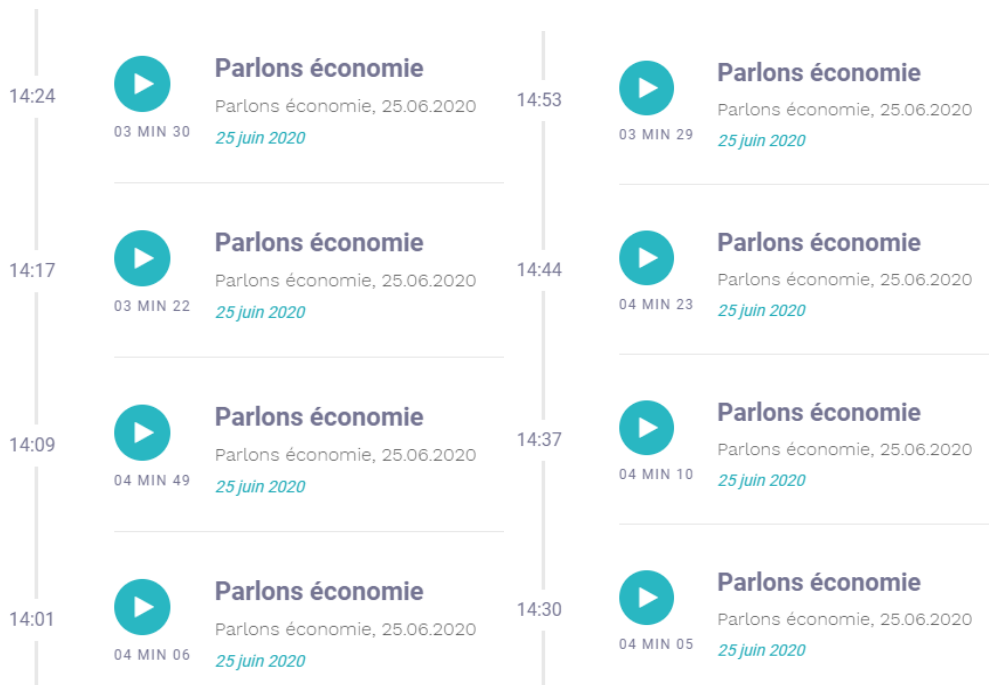 14:24
Parlons économie
Parlons économie, 25.06.2020
03 MIN 30
25 juin 2020
14:17
Parlons économie
Parlons économie, 25.06.2020
03 MIN 22
25 juin 2020
14:09
Parlons économie
Parlons économie, 25.06.2020
04 MIN 49
25 juin 2020
14:01
Parlons économie
Parlons économie, 25.06.2020
04 MIN 06
25 juin 2020
14:53
Parlons économie
Parlons économie, 25.06.2020
03 MIN 29
25 juin 2020
14:44
Parlons économie
Parlons économie, 25.06.2020
04 MIN 23
25 juin 2020
14:37
Parlons économie
Parlons économie, 25.06.2020
04 MIN 10
25 juin 2020
14:30
Parlons économie
Parlons économie, 25.06.2020
04 MIN 05
25 juin 2020